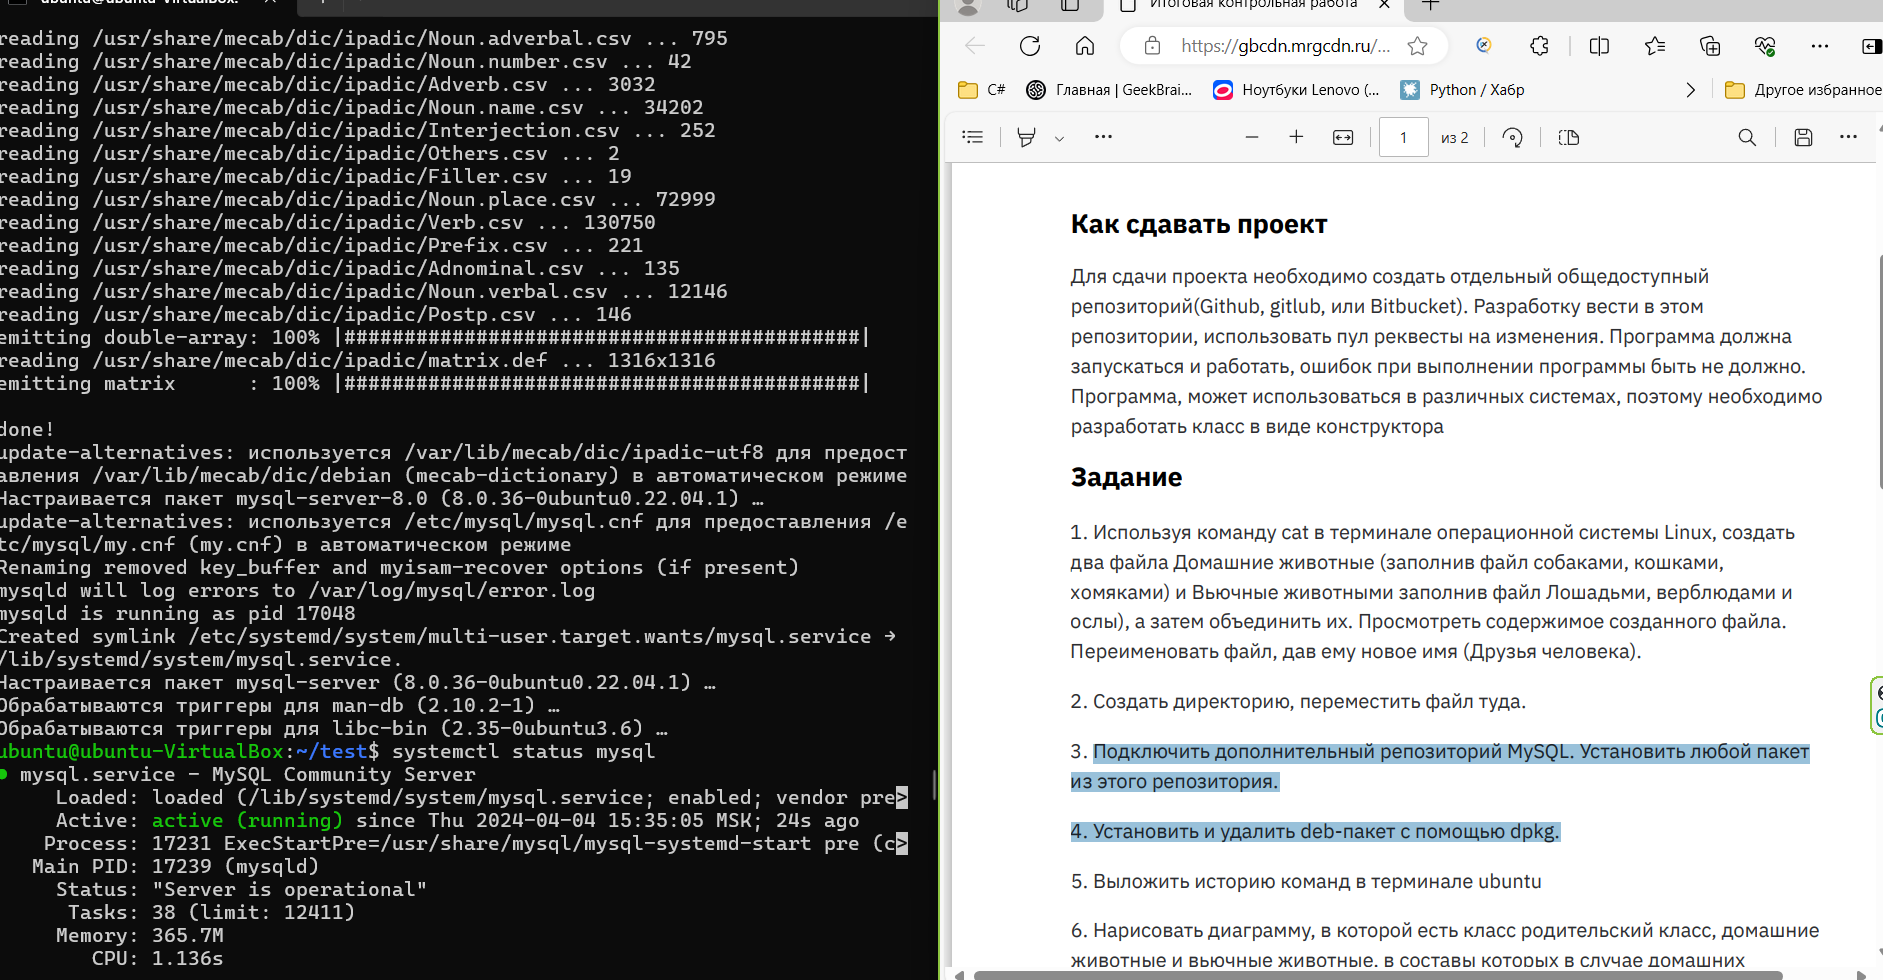 ubuntu@ubuntu-VirtualBox:
reading /usr/share/mecab/dic/ipadic/Noun.adverbal.csv ... 795
reading /usr/share/mecab/dic/ipadic/Noun.number.csv ... 42
reading /usr/share/mecab/dic/ipadic/Adverb.csv ... 3032
reading /usr/share/mecab/dic/ipadic/Noun.name.csv ... 34202
reading /usr/share/mecab/dic/ipadic/Interjection.csv ... 252
reading /usr/share/mecab/dic/ipadic/Others.csv ... 2
reading /usr/share/mecab/dic/ipadic/Filler.csv ... 19
reading /usr/share/mecab/dic/ipadic/Noun.place.csv ... 72999
reading /usr/share/mecab/dic/ipadic/Verb.csv ... 130750
reading /usr/share/mecab/dic/ipadic/Prefix.csv ... 221
reading /usr/share/mecab/dic/ipadic/Adnominal.csv ... 135
reading /usr/share/mecab/dic/ipadic/Noun.verbal.csv ... 12146
reading /usr/share/mecab/dic/ipadic/Postp.csv ... 146
emitting double-array: 100% |###########################################|
reading /usr/share/mecab/dic/ipadic/matrix.def ... 1316x1316
emitting matrix      : 100% |###########################################|
done!
update-alternatives: используется /var/lib/mecab/dic/ipadic-utf8 для предост
авления /var/lib/mecab/dic/debian (mecab-dictionary) в автоматическом режиме
Настраивается пакет mysql-server-8.0 (8.0.36-0ubuntu0.22.04.1) …
update-alternatives: используется /etc/mysql/mysql.cnf для предоставления /e
tc/mysql/my.cnf (my.cnf) в автоматическом режиме
Renaming removed key_buffer and myisam-recover options (if present)
mysqld will log errors to /var/log/mysql/error.log
mysqld is running as pid 17048
Created symlink /etc/systemd/system/multi-user.target.wants/mysql.service →
/lib/systemd/system/mysql.service.
Настраивается пакет mysql-server (8.0.36-0ubuntu0.22.04.1) …
Обрабатываются триггеры для man-db (2.10.2-1) …
Обрабатываются триггеры для libc-bin (2.35-0ubuntu3.6) …
ubuntu@ubuntu-VirtualBox:~/test$ systemctl status mysql
● mysql.service - MySQL Community Server
Loaded: loaded (/lib/systemd/system/mysql.service; enabled; vendor pre>
Active: active (running) since Thu 2024-04-04 15:35:05 MSK; 24s ago
Process: 17231 ExecStartPre=/usr/share/mysql/mysql-systemd-start pre (c>
Main PID: 17239 (mysqld)
Status: "Server is operational"
Tasks: 38 (limit: 12411)
Memory: 365.7M
CPU: 1.136s
Итоговая контрольная работа
https://gbcdn.mrgcdn.ru/...
C# Главная | GeekBrai... Ноутбуки Lenovo (... Python / Хабр Другое избранное
1 из 2
Как сдавать проект
Для сдачи проекта необходимо создать отдельный общедоступный
репозиторий(Github, gitlub, или Bitbucket). Разработку вести в этом
репозитории, использовать пул реквесты на изменения. Программа должна
запускаться и работать, ошибок при выполнении программы быть не должно.
Программа, может использоваться в различных системах, поэтому необходимо
разработать класс в виде конструктора
Задание
1. Используя команду cat в терминале операционной системы Linux, создать
два файла Домашние животные (заполнив файл собаками, кошками,
хомяками) и Вьючные животными заполнив файл Лошадьми, верблюдами и
ослы), а затем объединить их. Просмотреть содержимое созданного файла.
Переименовать файл, дав ему новое имя (Друзья человека).
2. Создать директорию, переместить файл туда.
3. Подключить дополнительный репозиторий MySQL. Установить любой пакет
из этого репозитория.
4. Установить и удалить deb-пакет с помощью dpkg.
5. Выложить историю команд в терминале ubuntu
6. Нарисовать диаграмму, в которой есть класс родительский класс, домашние
животные и вьючные животные, в составы которых в случае домашних